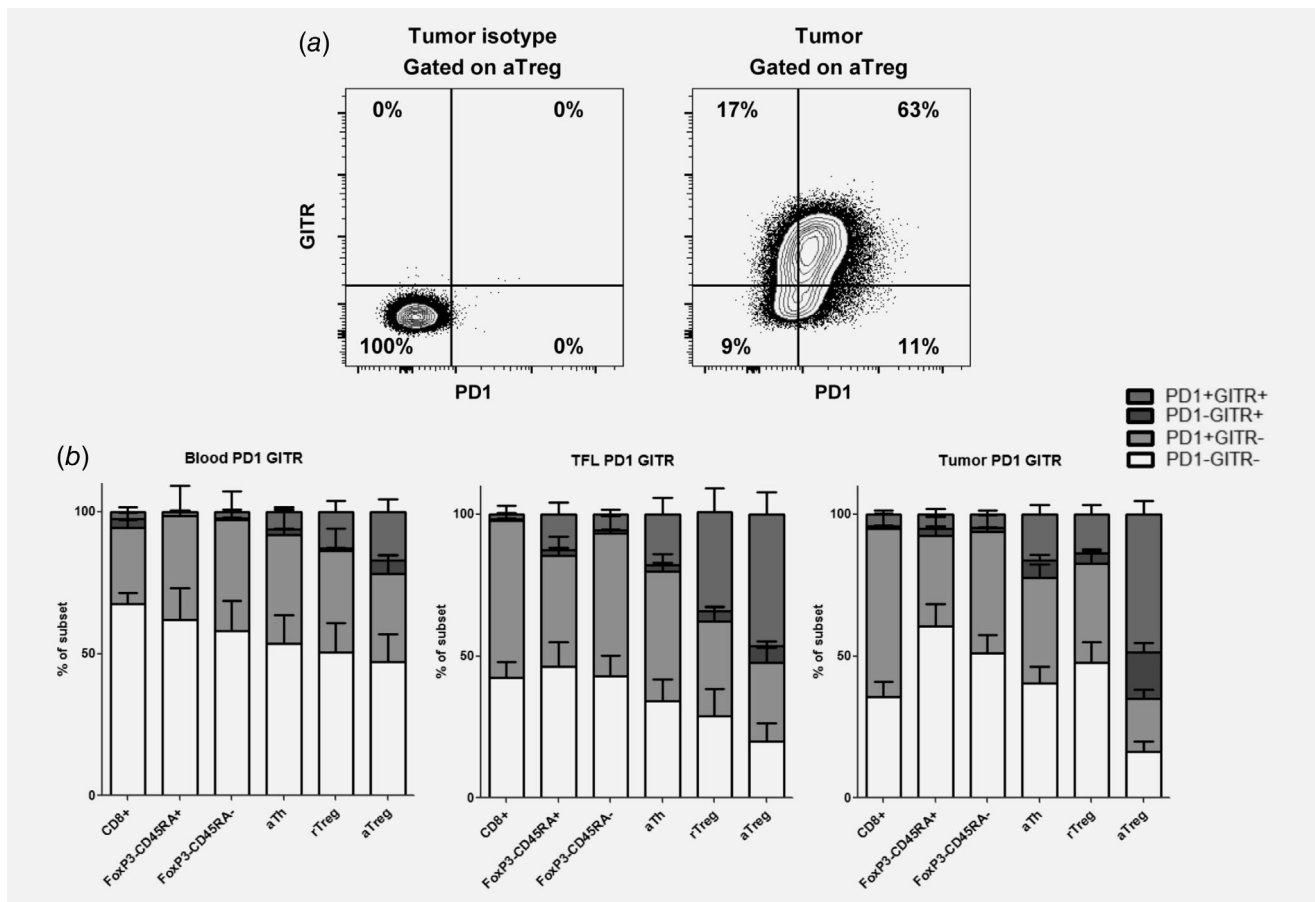 (a)
Tumor isotype
Gated on aTreg
0%
0%
100%
0%
GITR
PD1
Tumor
Gated on aTreg
17%
63%
9%
11%
PD1
PD1+GITR+
PD1-GITR+
PD1+GITR-
PD1-GITR-
(b)
Blood PD1 GITR
% of subset
100
50
0
CD8+
FoxP3-CD45RA+
FoxP3-CD45RA-
aTh
rTreg
aTreg
TFL PD1 GITR
% of subset
100
50
0
CD8+
FoxP3-CD45RA+
FoxP3-CD45RA-
aTh
rTreg
aTreg
Tumor PD1 GITR
% of subset
100
50
0
CD8+
FoxP3-CD45RA+
FoxP3-CD45RA-
aTh
rTreg
aTreg